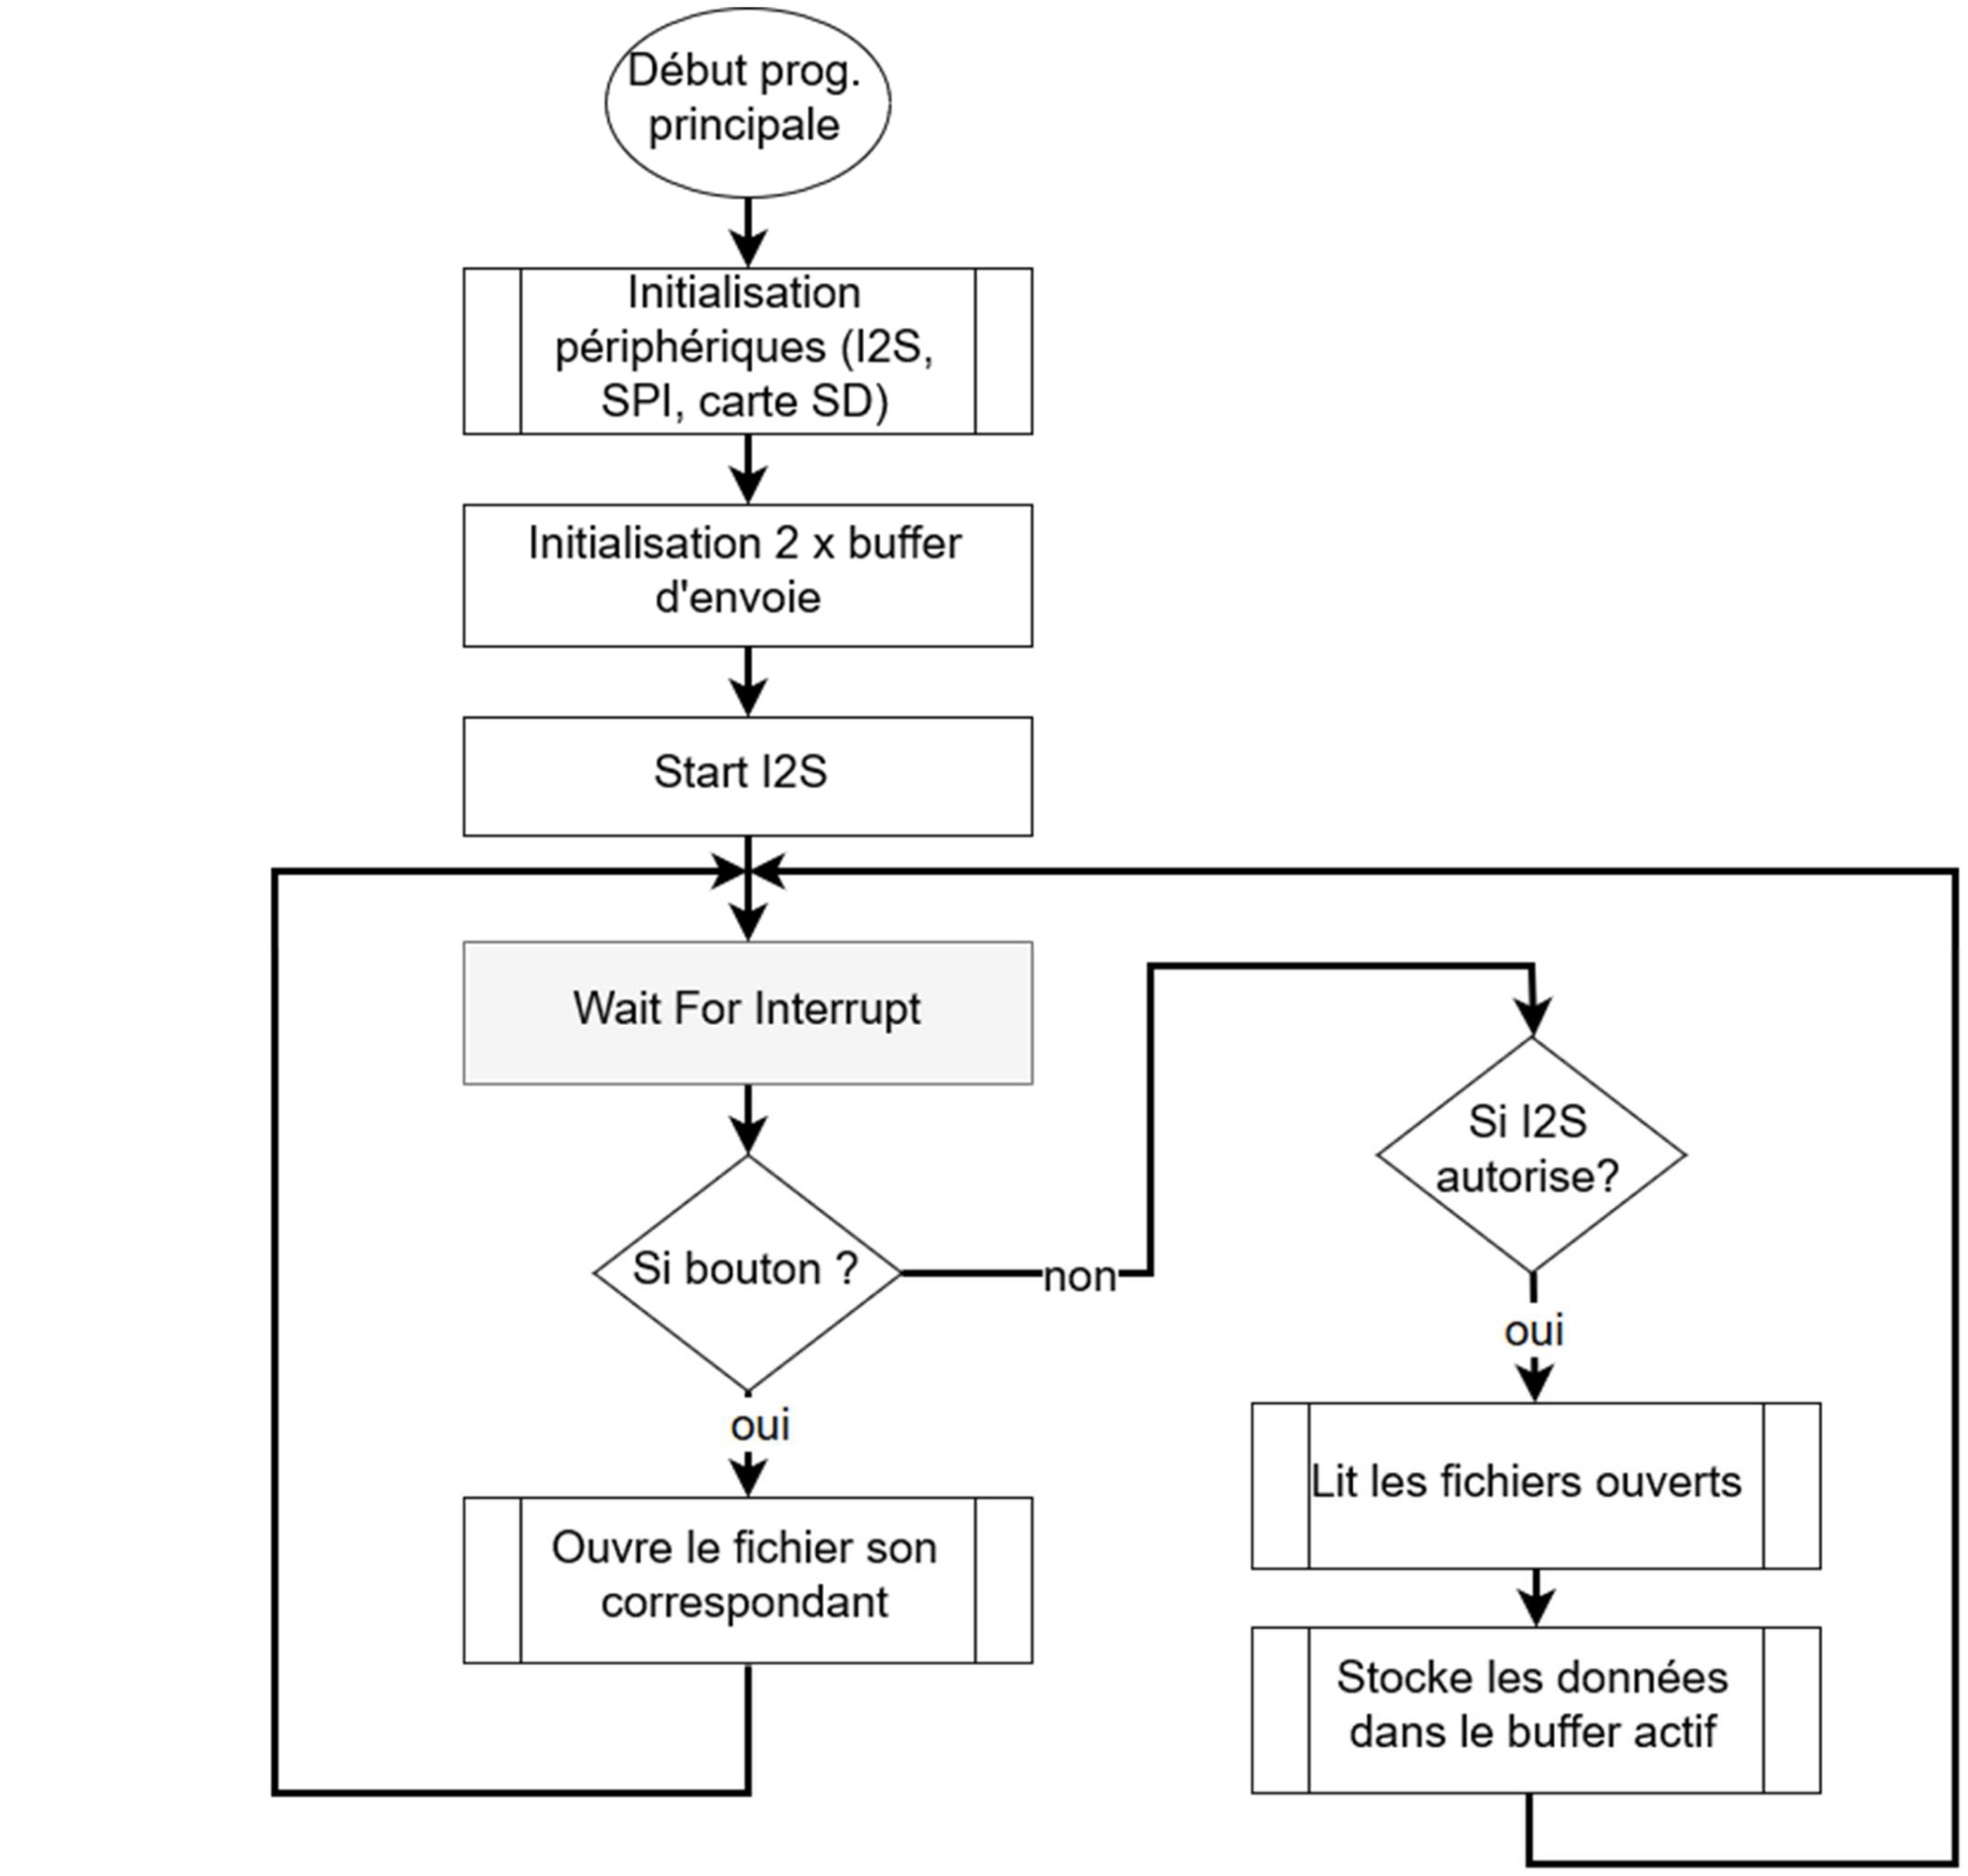 Début prog.
principale
Initialisation
périphériques (I2S,
SPI, carte SD)
Initialisation 2 x buffer
d'envoie
Start I2S
Wait For Interrupt
Si bouton ?
non
oui
Ouvre le fichier son
correspondant
Si I2S
autorise?
oui
Lit les fichiers ouverts
Stocke les données
dans le buffer actif